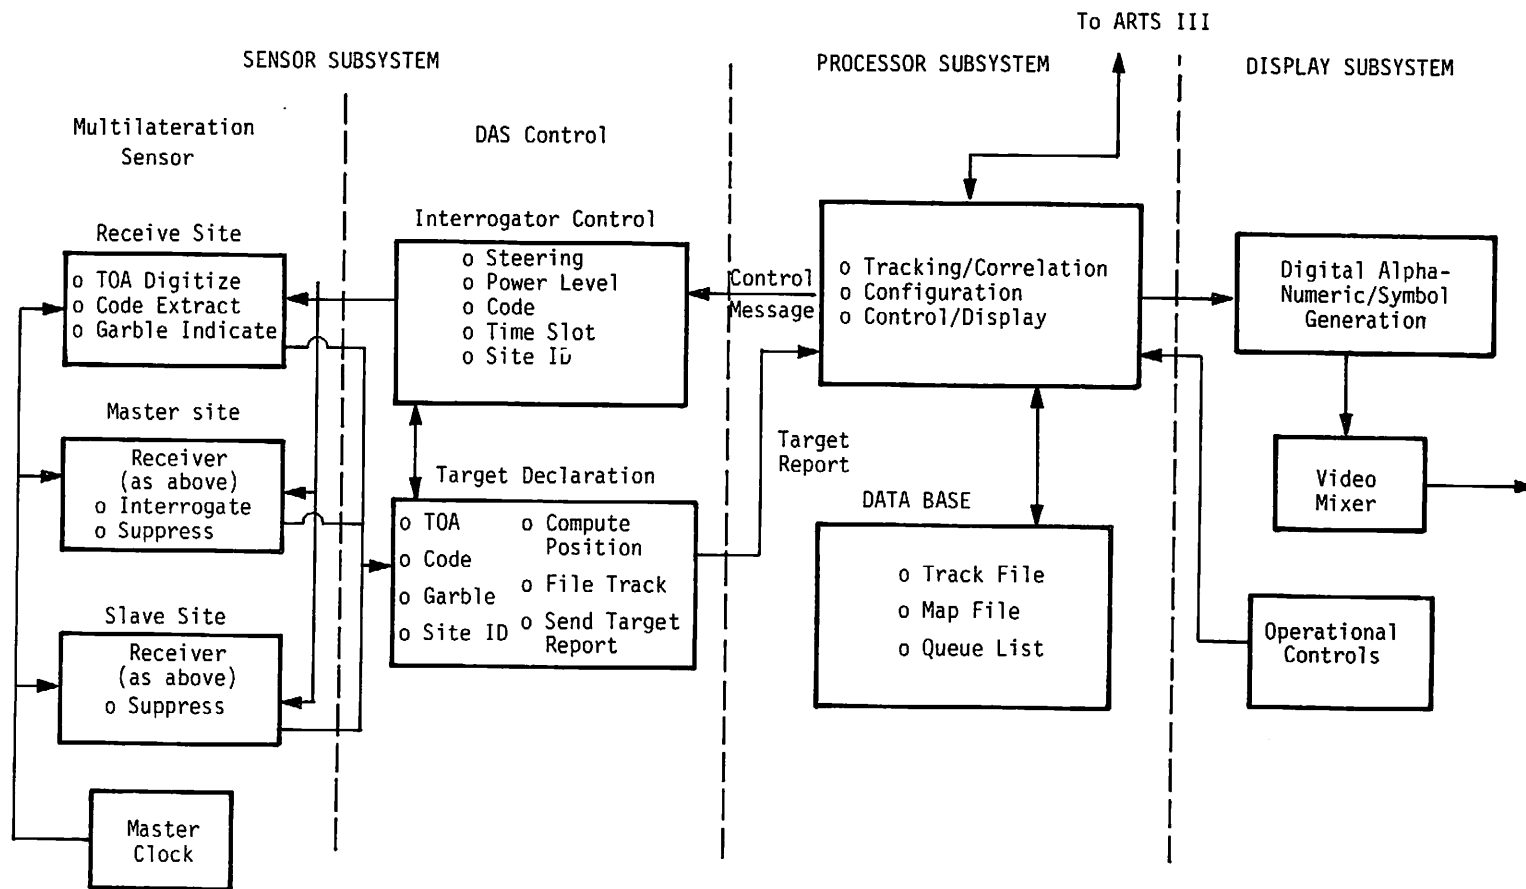 To ARTS III
SENSOR SUBSYSTEM
PROCESSOR SUBSYSTEM
DISPLAY SUBSYSTEM
Multilateration
Sensor
DAS Control
Receive Site
o TOA Digitize
o Code Extract
o Garble Indicate
Interrogator Control
o Steering
o Power Level
o Code
o Time Slot
o Site ID
Control
Message
o Tracking/Correlation
o Configuration
o Control/Display
Digital Alpha-
Numeric/Symbol
Generation
Master site
Receiver
(as above)
o Interrogate
o Suppress
Target Declaration
o TOA
o Code
o Garble
o Site ID
o Compute
Position
o File Track
o Send Target
Report
Target
Report
DATA BASE
o Track File
o Map File
o Queue List
Video
Mixer
Operational
Controls
Slave Site
Receiver
(as above)
o Suppress
Master
Clock